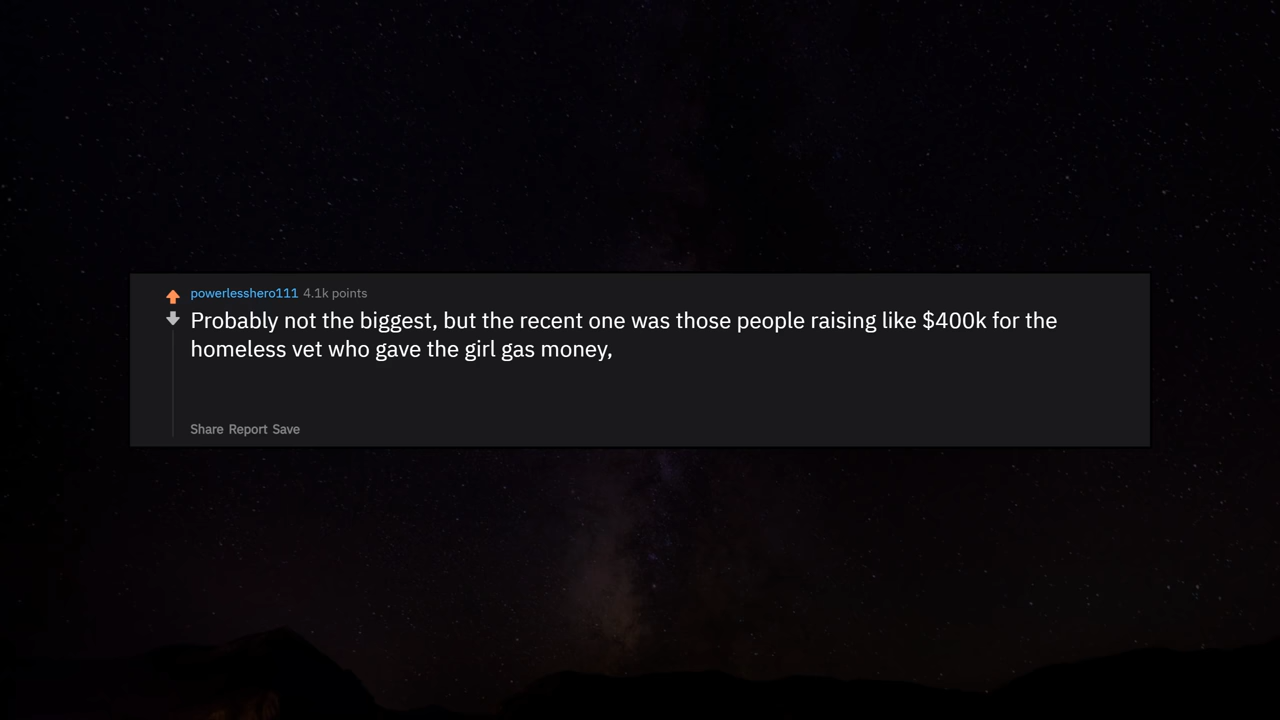 powerlesshero111 4.1k points
Probably not the biggest, but the recent one was those people raising like $400k for the
homeless vet who gave the girl gas money,
Share Report Save